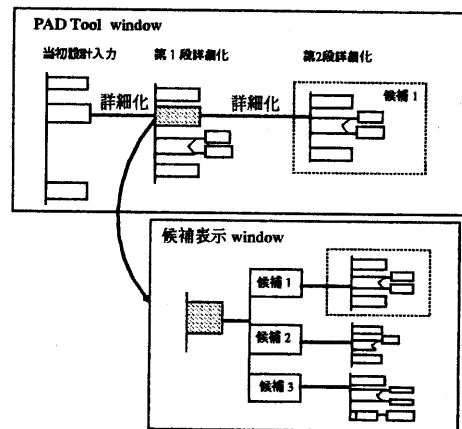 PAD Tool window
当初設計入力 第1段詳細化 第2段詳細化
詳細化 詳細化 候補1
候補表示 window
候補1
候補2
候補3